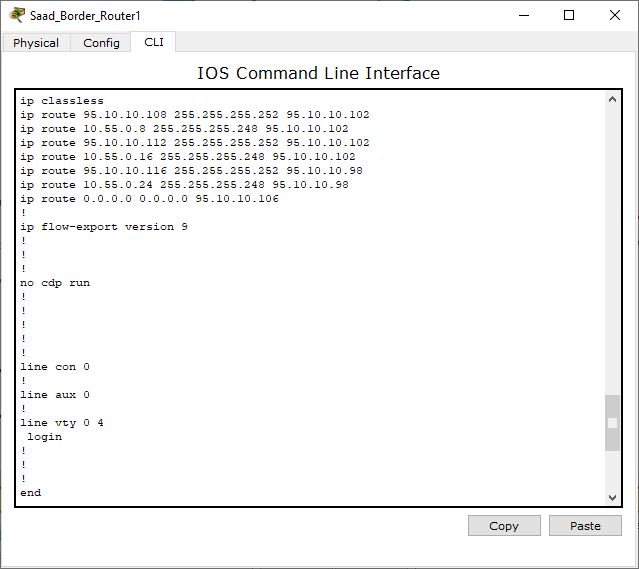 Saad_Border_Router1
Physical Config CLI
IOS Command Line Interface
ip classless
ip route 95.10.10.108 255.255.255.252 95.10.10.102
ip route 10.55.0.8 255.255.255.248 95.10.10.102
ip route 95.10.10.112 255.255.255.252 95.10.10.102
ip route 10.55.0.16 255.255.255.248 95.10.10.102
ip route 95.10.10.116 255.255.255.252 95.10.10.98
ip route 10.55.0.24 255.255.255.248 95.10.10.98
ip route 0.0.0.0 0.0.0.0 95.10.10.106
!
ip flow-export version 9
!
!
!
no cdp run
!
!
!
!
!
line con 0
!
line aux 0
!
line vty 0 4
 login
!
!
!
end
Copy Paste